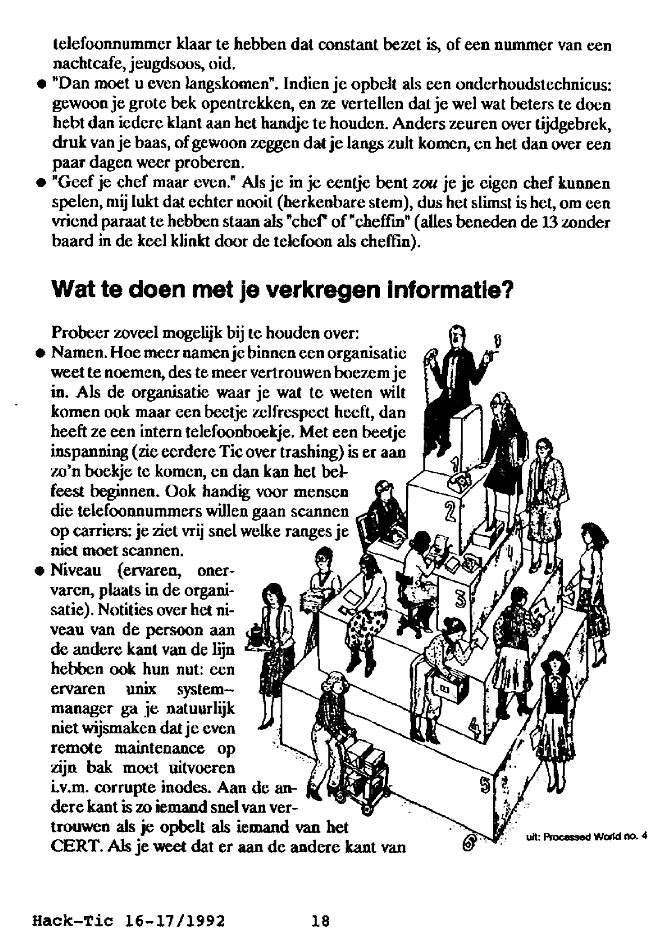 telefoonnummer klaar te hebben dat constant bezet is, of een nummer van een
nachtcafe, jeugdsoos, oid.
● "Dan moet u even langskomen". Indien je opbelt als een onderhoudstechnicus:
gewoon je grote bek opentrekken, en ze vertellen dat je wel wat beters te doen
hebt dan iedere klant aan het handje te houden. Anders zeuren over tijdgebrek,
druk van je baas, of gewoon zeggen dat je langs zult komen, en het dan over een
paar dagen weer proberen.
● "Geef je chef maar even." Als je in je eentje bent zou je je eigen chef kunnen
spelen, mij lukt dat echter nooit (herkenbare stem), dus het slimst is het, om een
vriend paraat te hebben staan als "chef" of "cheffin" (alles beneden de 13 zonder
baard in de keel klinkt door de telefoon als cheffin).
Wat te doen met je verkregen informatie?
Probeer zoveel mogelijk bij te houden over:
● Namen. Hoe meer namen je binnen een organisatie
weet te noemen, des te meer vertrouwen boezem je
in. Als de organisatie waar je wat te weten wilt
komen ook maar een beetje zelfrespect heeft, dan
heeft ze een intern telefoonboekje. Met een beetje
inspanning (zie eerdere Tic over trashing) is er aan
zo'n boekje te komen, en dan kan het bel-
feest beginnen. Ook handig voor mensen
die telefoonnummers willen gaan scannen
op carriers: je ziet vrij snel welke ranges je
niet moet scannen.
● Niveau (ervaren, oner-
varen, plaats in de organi-
satie). Notities over het ni-
veau van de persoon aan
de andere kant van de lijn
hebben ook hun nut: een
ervaren unix system-
manager ga je natuurlijk
niet wijsmaken dat je even
remote maintenance op
zijn bak moet uitvoeren
i.v.m. corrupte inodes. Aan de an-
dere kant is zo iemand snel van ver-
trouwen als je opbelt als iemand van het
CERT. Als je weet dat er aan de andere kant van
1
2
3
4
5
6
uit: Processed World no. 4
Hack-Tic 16-17/1992 18